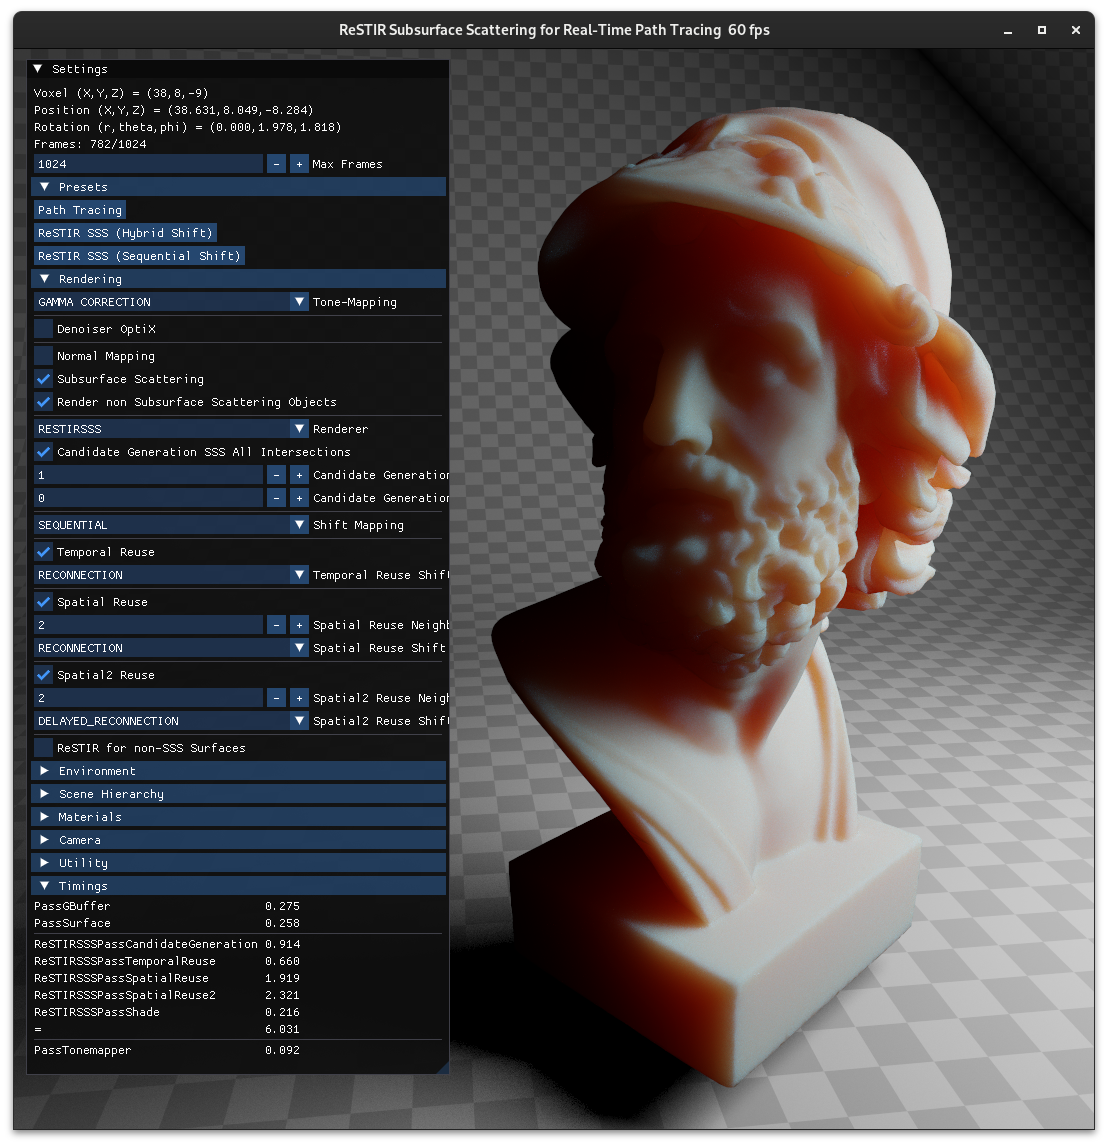 ReSTIR Subsurface Scattering for Real-Time Path Tracing 60 fps
Settings
Voxel (X,Y,Z) = (38,8,-9)
Position (X,Y,Z) = (38.631,8.049,-8.284)
Rotation (r,theta,phi) = (0.000,1.978,1.818)
Frames: 782/1024
1024 - + Max Frames
Presets
Path Tracing
ReSTIR SSS (Hybrid Shift)
ReSTIR SSS (Sequential Shift)
Rendering
GAMMA CORRECTION Tone-Mapping
Denoiser OptiX
Normal Mapping
Subsurface Scattering
Render non Subsurface Scattering Objects
RESTIRSSS Renderer
Candidate Generation SSS All Intersections
1 - + Candidate Generation
0 - + Candidate Generation
SEQUENTIAL Shift Mapping
Temporal Reuse
RECONNECTION Temporal Reuse Shif
Spatial Reuse
2 - + Spatial Reuse Neighb
RECONNECTION Spatial Reuse Shift
Spatial2 Reuse
2 - + Spatial2 Reuse Neigh
DELAYED_RECONNECTION Spatial2 Reuse Shif
ReSTIR for non-SSS Surfaces
Environment
Scene Hierarchy
Materials
Camera
Utility
Timings
PassGBuffer 0.275
PassSurface 0.258
ReSTIRSSSPassCandidateGeneration 0.914
ReSTIRSSSPassTemporalReuse 0.660
ReSTIRSSSPassSpatialReuse 1.919
ReSTIRSSSPassSpatialReuse2 2.321
ReSTIRSSSPassShade 0.216
= 6.031
PassTonemapper 0.092